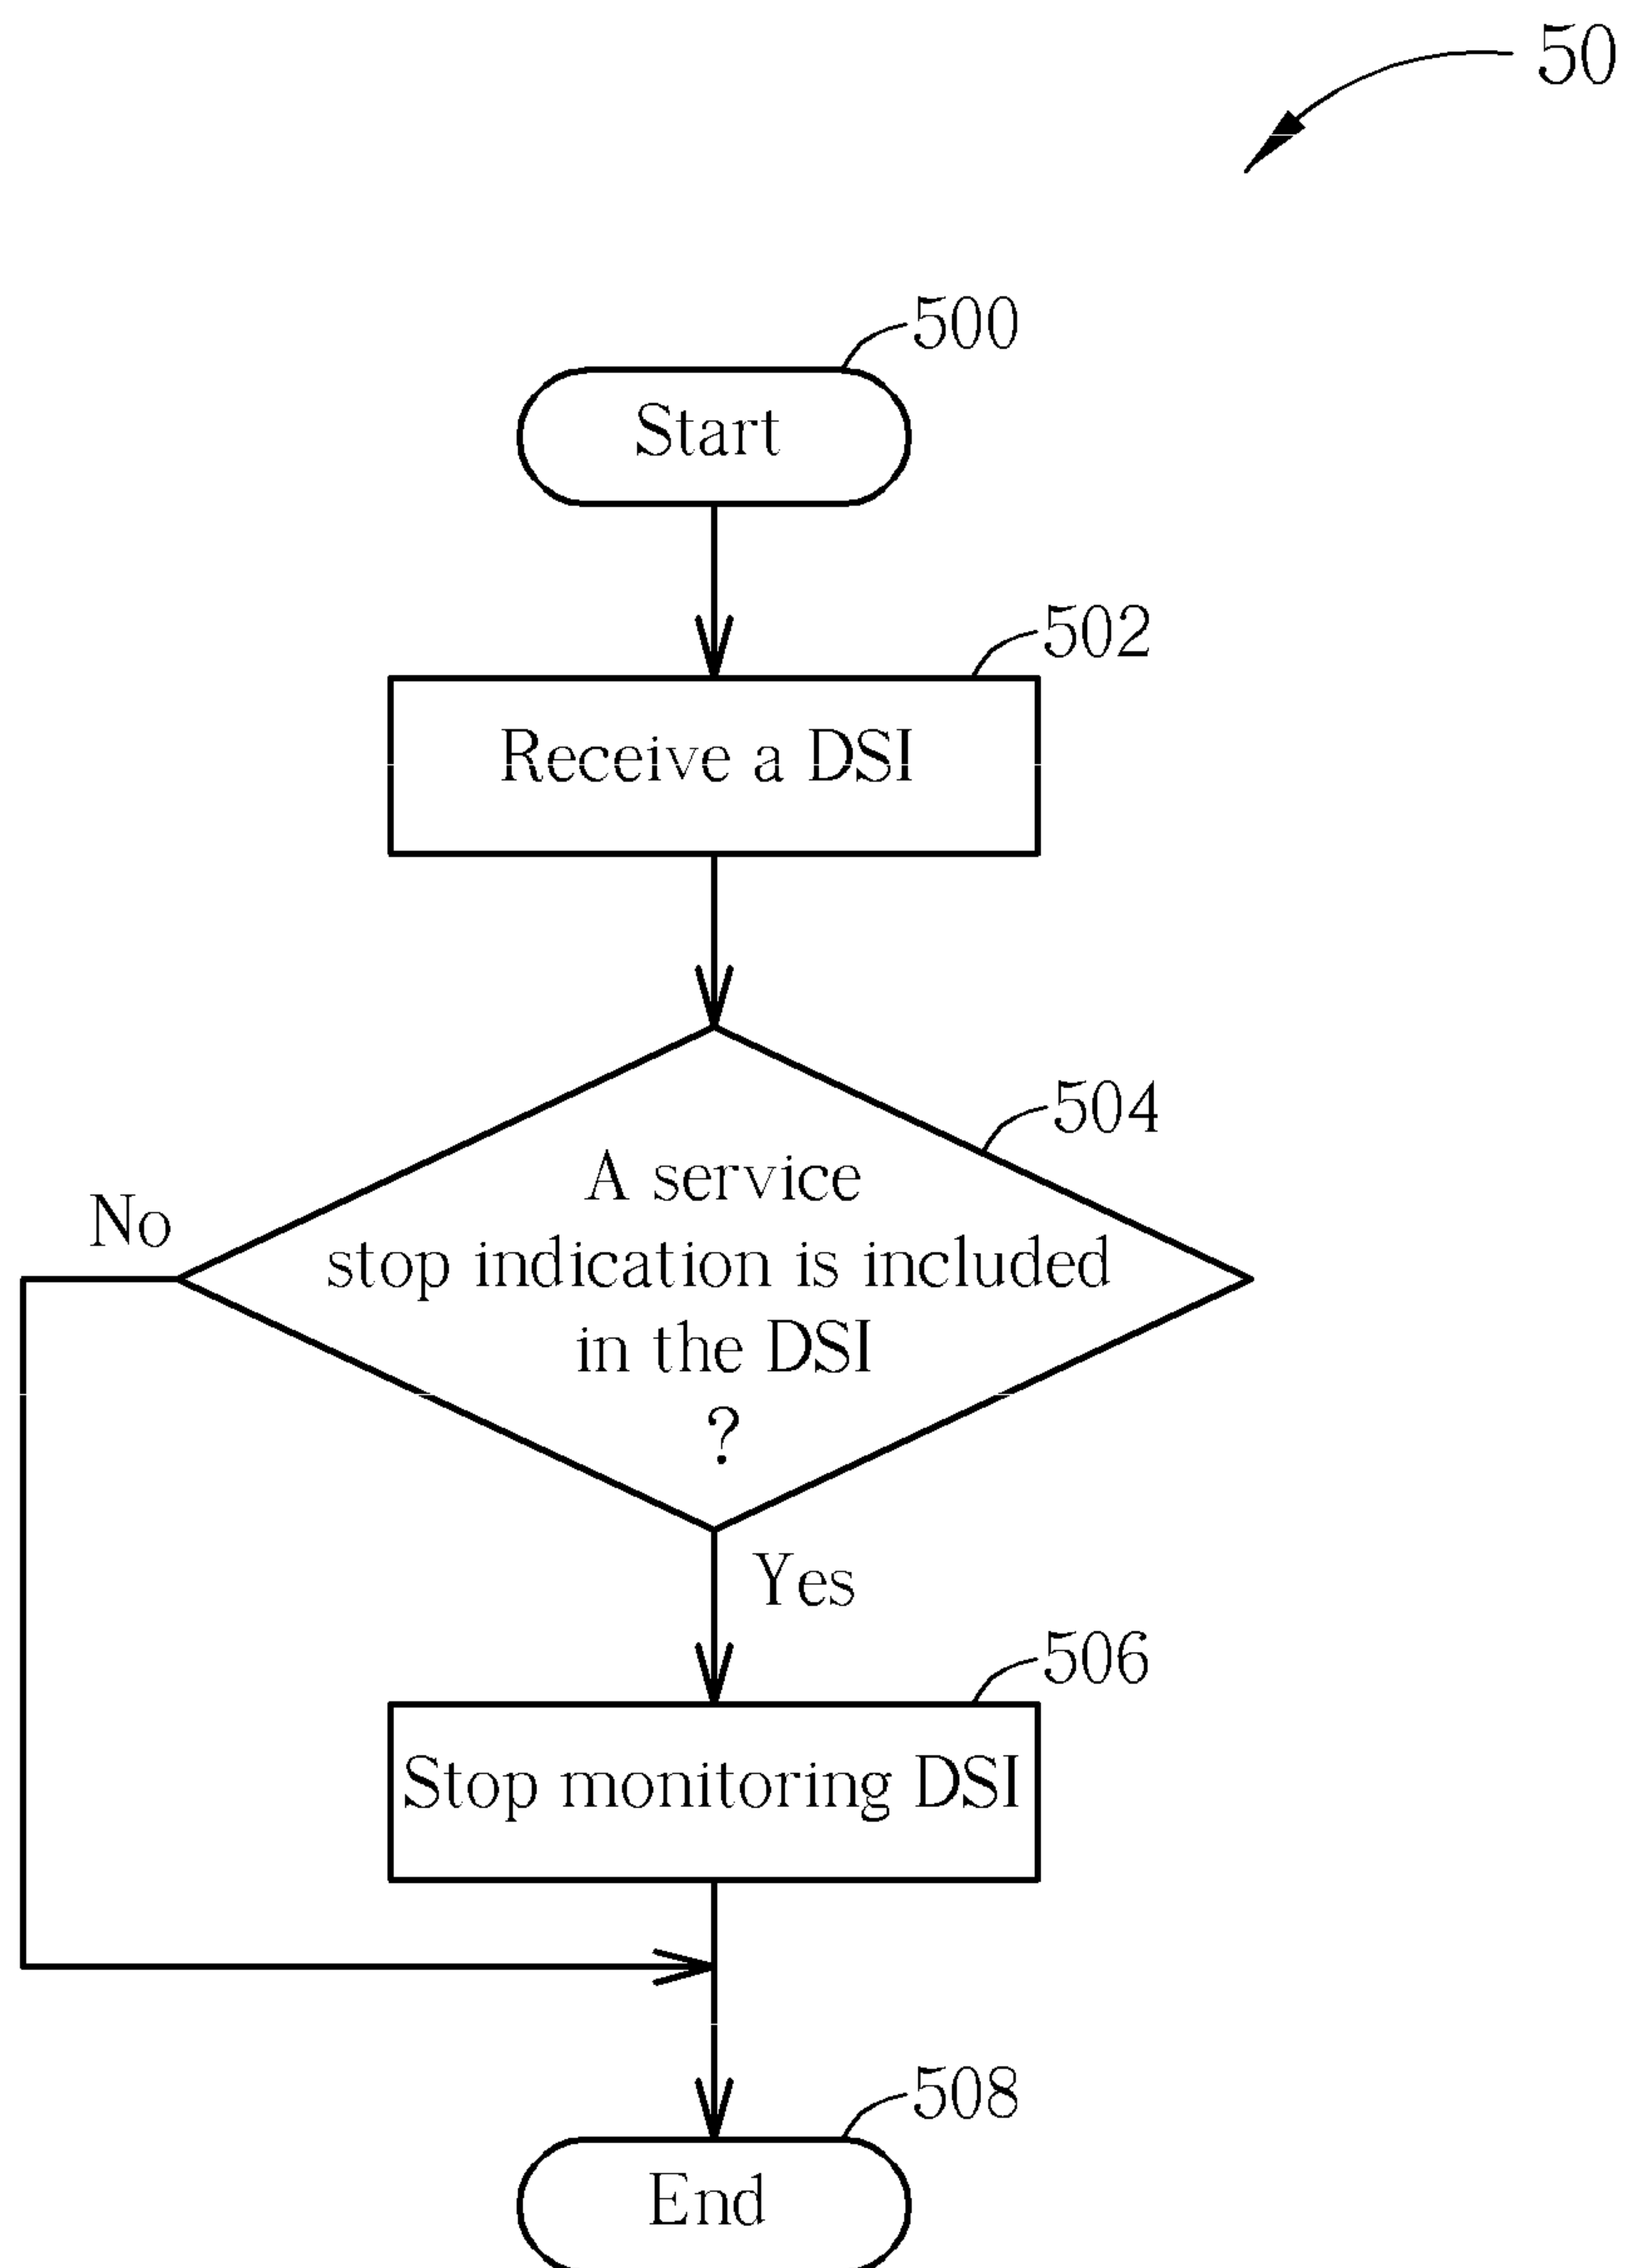 50
500
Start
502
Receive a DSI
504
A service
stop indication is included
in the DSI
?
No
Yes
506
Stop monitoring DSI
508
End